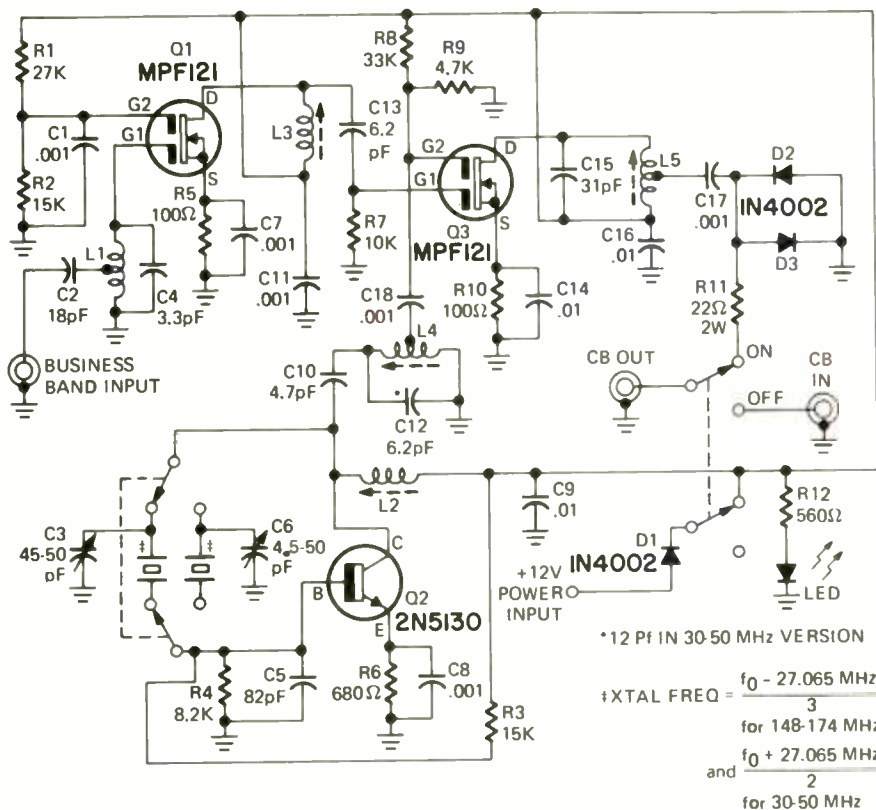 R1
27K
Q1
MPF121
D
G2
G1
S
C1
.001
R2
15K
R5
100Ω
C7
.001
L1
C2
18pF
C4
3.3pF
BUSINESS
BAND INPUT
L3
C13
6.2
pF
C11
.001
R7
10K
R8
33K
R9
4.7K
G2
G1
D
S
Q3
MPF121
C18
.001
R10
100Ω
C14
.01
C15
31pF
L5
C16
.01
C17
.001
D2
1N4002
D3
R11
22Ω
2W
CB OUT
ON
OFF
CB
IN
C10
4.7pF
L4
*
C12
6.2pF
L2
C9
.01
C3
45-50
pF
‡
‡
C6
4.5-50
pF
B
C
E
Q2
2N5130
R4
8.2K
C5
82pF
R6
680Ω
C8
.001
R3
15K
D1
1N4002
+12V
POWER
INPUT
R12
560Ω
LED
*12 Pf IN 30-50 MHz VERSION
‡XTAL FREQ = f0 - 27.065 MHz
3
for 148-174 MHz
and f0 + 27.065 MHz
2
for 30-50 MHz